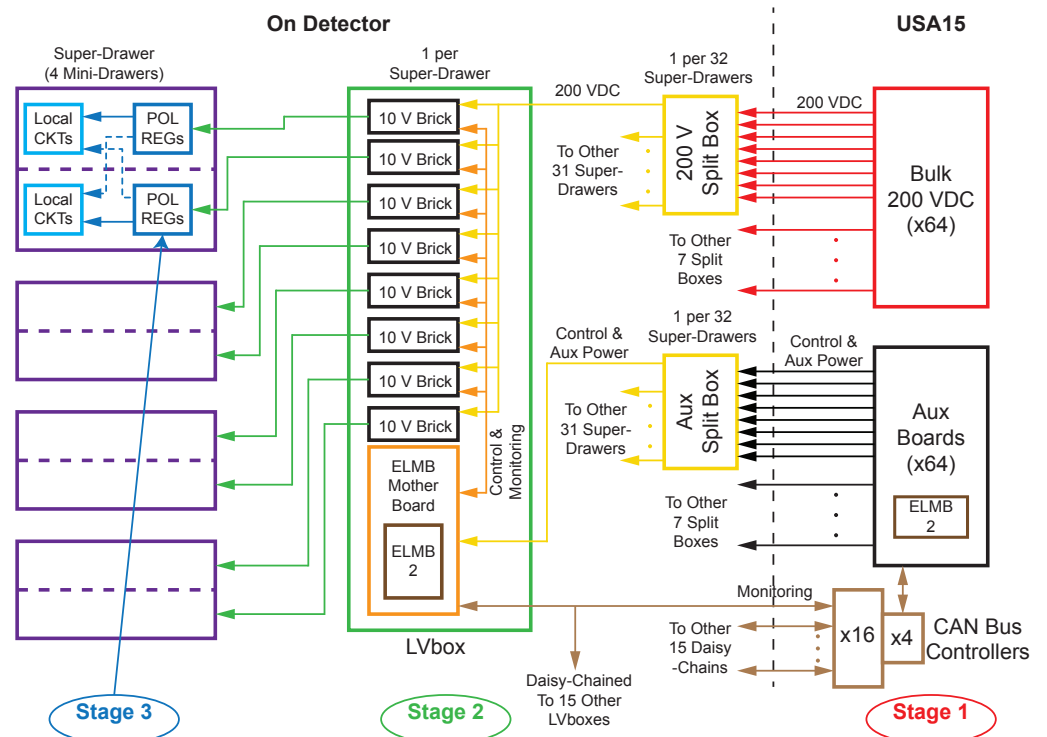 On Detector
USA15
Super-Drawer
(4 Mini-Drawers)
1 per
Super-Drawer
1 per 32
Super-Drawers
Local
CKTs
POL
REGs
Local
CKTs
POL
REGs
10 V Brick
10 V Brick
10 V Brick
10 V Brick
10 V Brick
10 V Brick
10 V Brick
10 V Brick
200 VDC
To Other
31 Super-
Drawers
200 V
Split Box
200 VDC
Bulk
200 VDC
(x64)
To Other
7 Split
Boxes
1 per 32
Super-Drawers
Control &
Aux Power
To Other
31 Super-
Drawers
Aux
Split Box
Control &
Aux Power
Aux
Boards
(x64)
ELMB
2
To Other
7 Split
Boxes
Control &
Monitoring
ELMB
Mother
Board
ELMB
2
LVbox
Monitoring
To Other
15 Daisy
-Chains
x16
x4
CAN Bus
Controllers
Daisy-Chained
To 15 Other
LVboxes
Stage 3
Stage 2
Stage 1